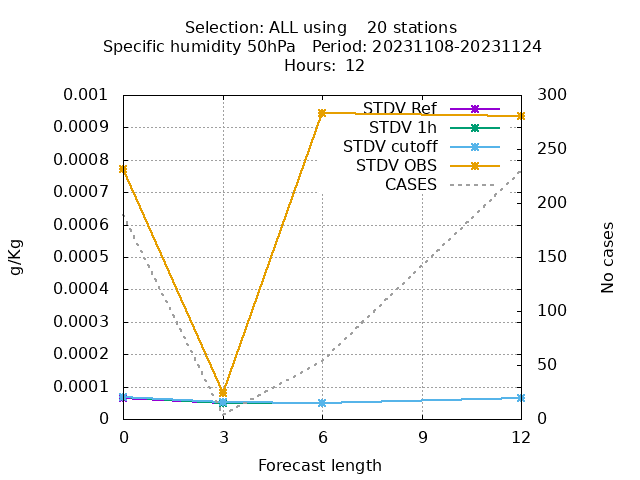 Selection: ALL using    20 stations
Specific humidity 50hPa   Period: 20231108-20231124
Hours: 12
0.001
0.0009
0.0008
0.0007
0.0006
0.0005
0.0004
0.0003
0.0002
0.0001
0
g/Kg
STDV Ref
STDV 1h
STDV cutoff
STDV OBS
CASES
300
250
200
150
100
50
0
No cases
0 3 6 9 12
Forecast length